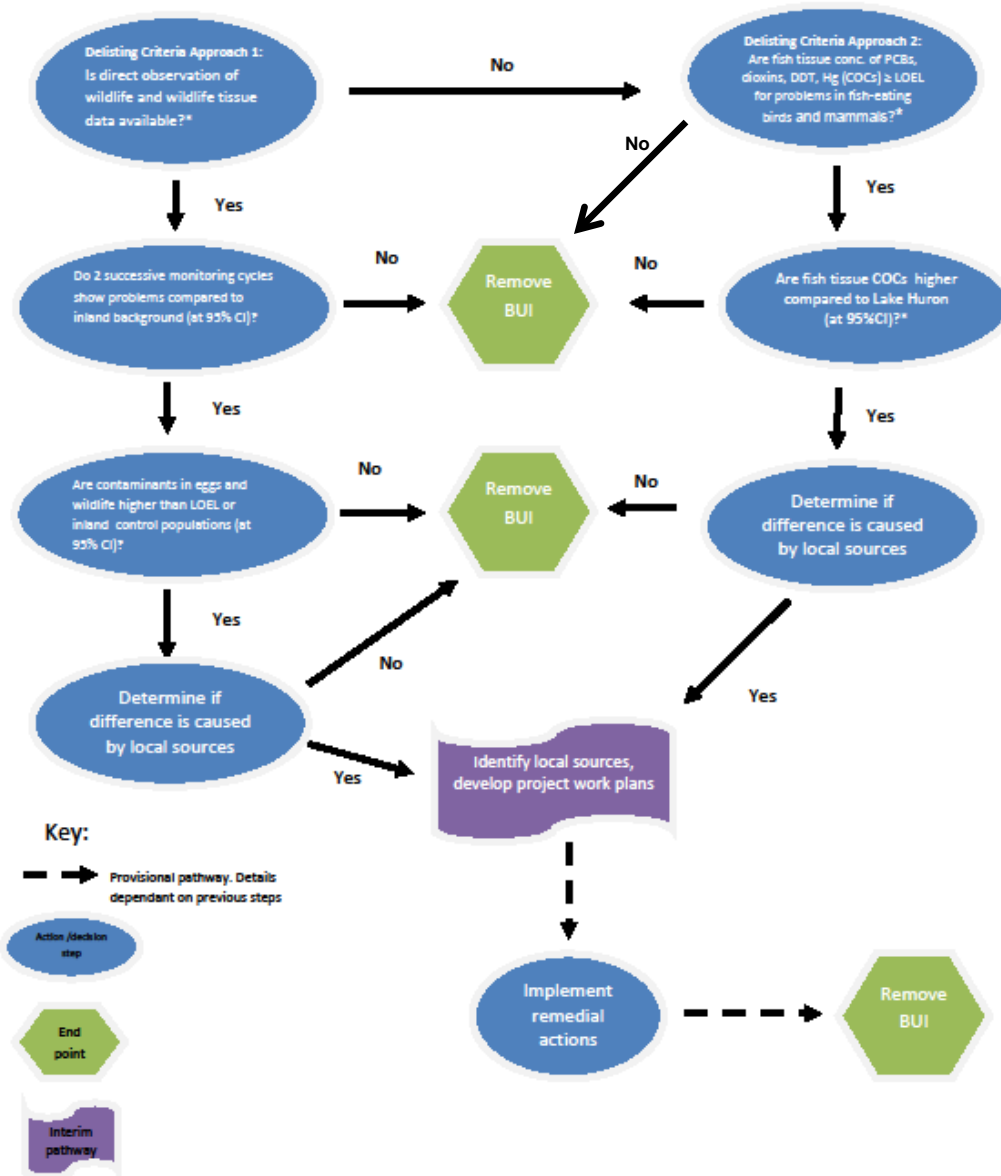 Delisting Criteria Approach 1:
Is direct observation of
wildlife and wildlife tissue
data available?*
No
Delisting Criteria Approach 2:
Are fish tissue conc. of PCBs,
dioxins, DDT, Hg (COCs) ≥ LOEL
for problems in fish-eating
birds and mammals?*
No
Yes
Yes
Do 2 successive monitoring cycles
show problems compared to
inland background (at 95% CI)?
No
Remove
BUI
No
Are fish tissue COCs higher
compared to Lake Huron
(at 95%CI)?*
Yes
Yes
Are contaminants in eggs and
wildlife higher than LOEL or
inland control populations (at
95% CI)?
No
Remove
BUI
No
Determine if
difference is caused
by local sources
Yes
No
Determine if
difference is caused
by local sources
Yes
Yes
Identify local sources,
develop project work plans
Key:
Provisional pathway. Details
dependant on previous steps
Action /decision
step
Implement
remedial
actions
Remove
BUI
End
point
Interim
pathway